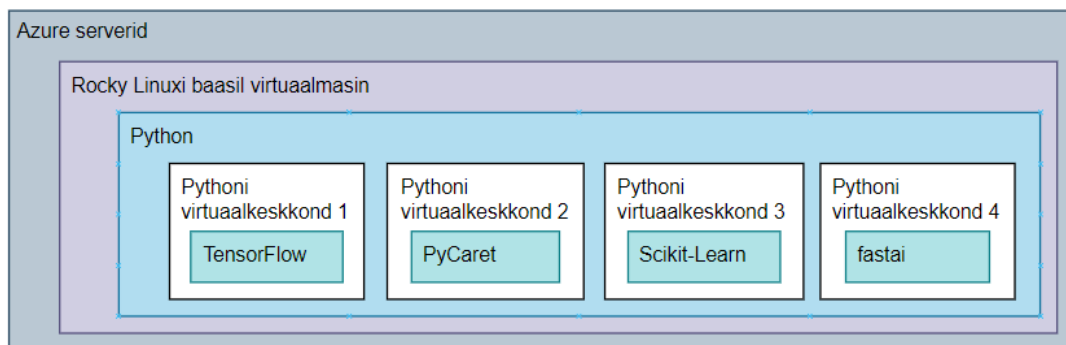 Azure serverid
Rocky Linuxi baasil virtuaalmasin
Python
Pythoni
virtuaalkeskkond 1
TensorFlow
Pythoni
virtuaalkeskkond 2
PyCaret
Pythoni
virtuaalkeskkond 3
Scikit-Learn
Pythoni
virtuaalkeskkond 4
fastai